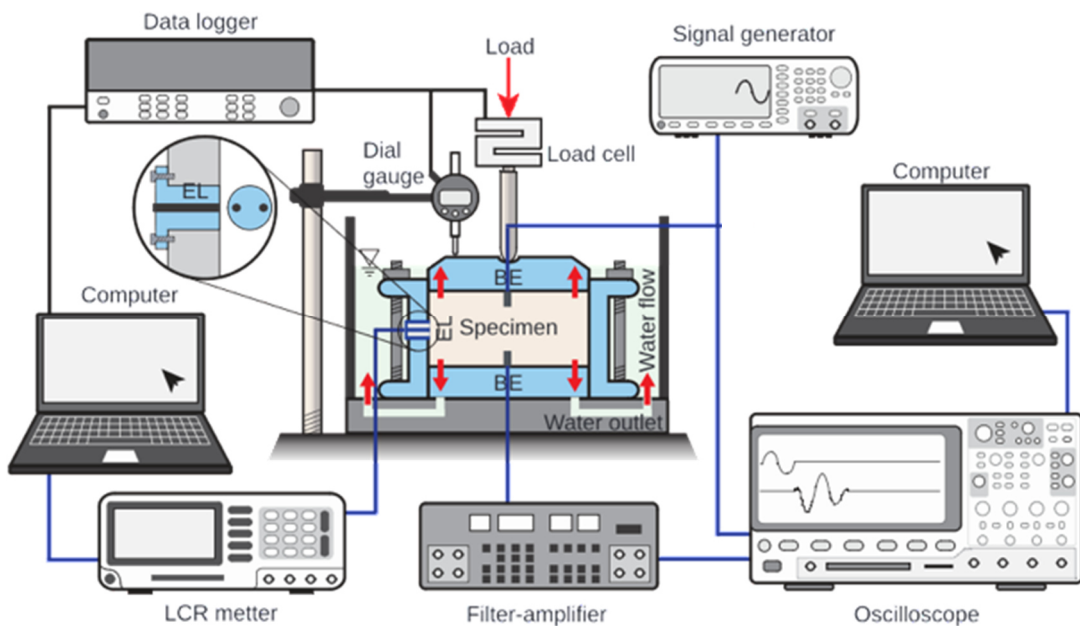 Data logger
Load
Signal generator
Dial
gauge
Load cell
Computer
EL
Computer
BE
Specimen
EL
Water flow
BE
Water outlet
LCR metter
Filter-amplifier
Oscilloscope